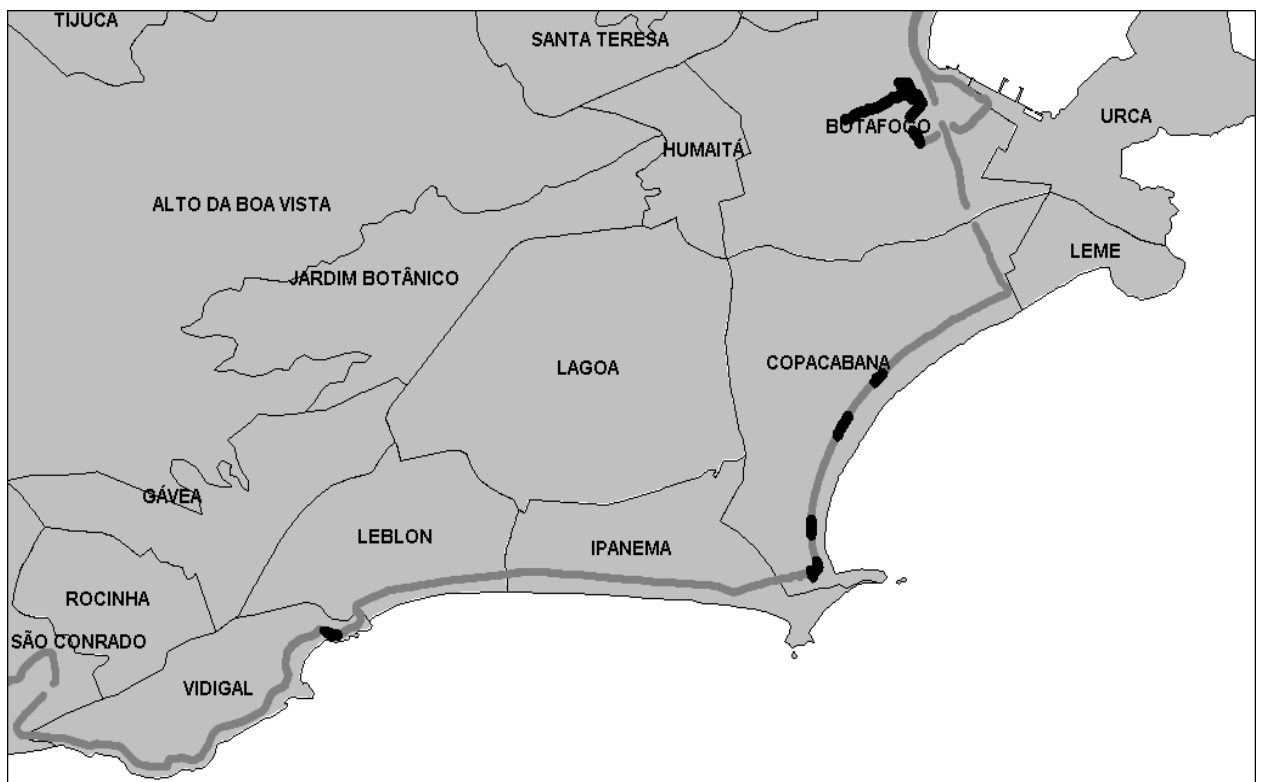 TIJUCA
SANTA TERESA
URCA
BOTAFOGO
HUMAITÁ
ALTO DA BOA VISTA
LEME
JARDIM BOTÂNICO
COPACABANA
LAGOA
GÁVEA
LEBLON
IPANEMA
ROCINHA
SÃO CONRADO
VIDIGAL